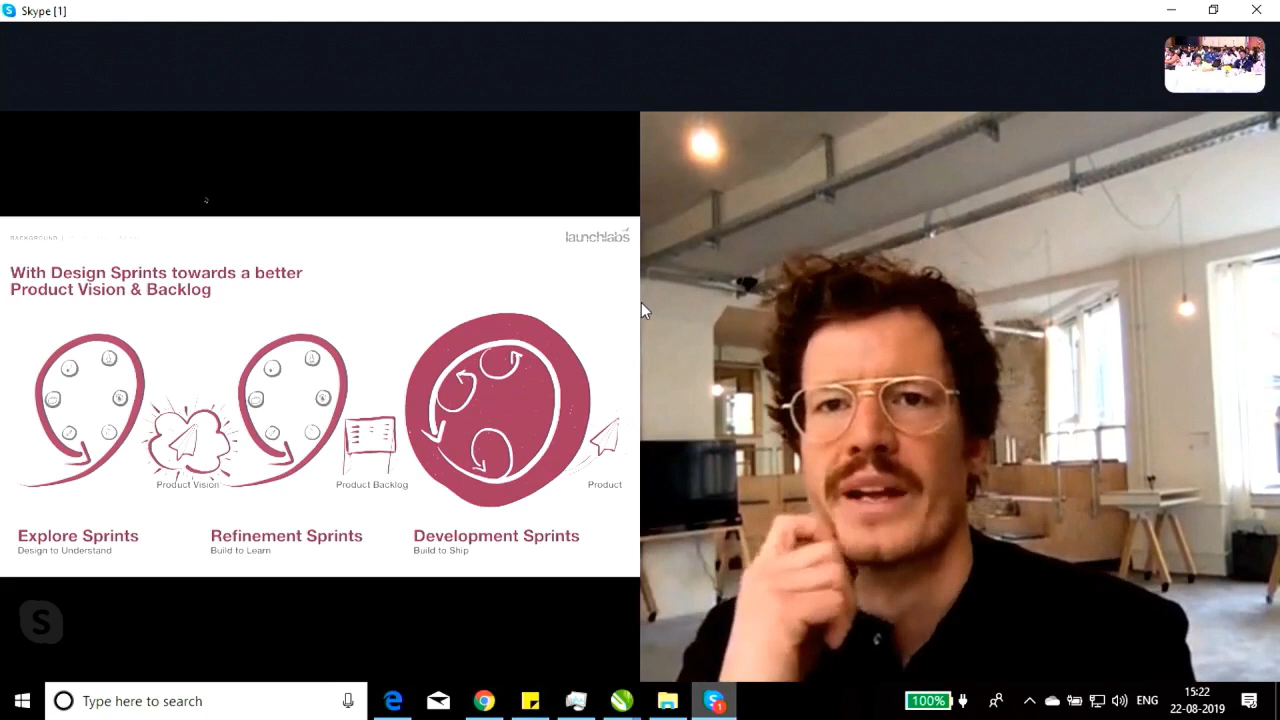 Skype [1]
BACKGROUND |
launchlabs
With Design Sprints towards a better
Product Vision & Backlog
Product Vision
Product Backlog
Product
Explore Sprints
Design to Understand
Refinement Sprints
Build to Learn
Development Sprints
Build to Ship
S
Type here to search
1
100%
ENG
15:22
22-08-2019